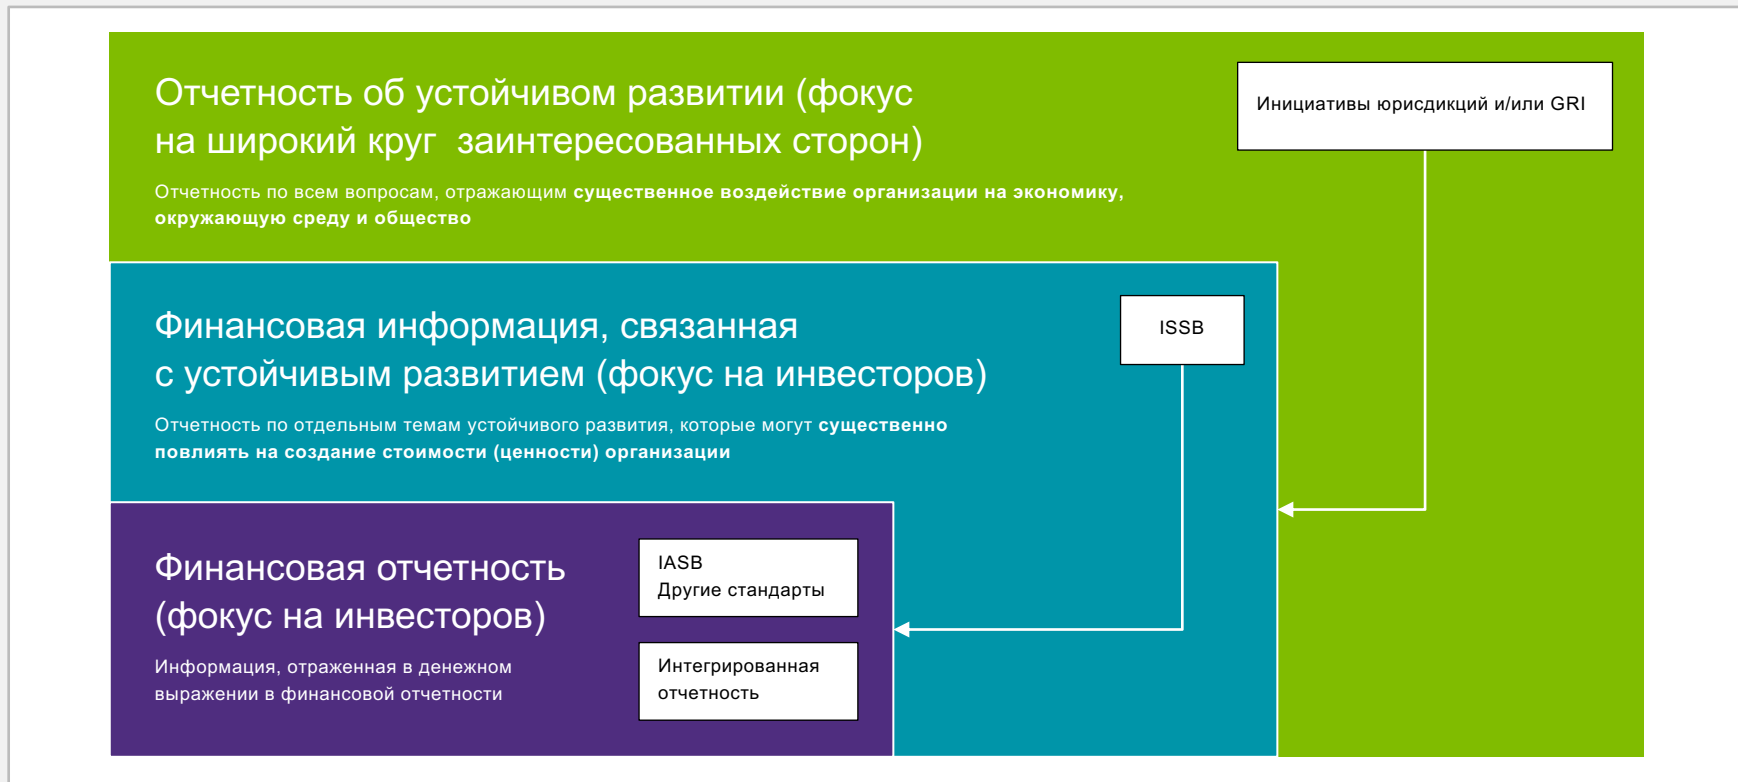 Отчетность об устойчивом развитии (фокус
на широкий круг  заинтересованных сторон)
Отчетность по всем вопросам, отражающим существенное воздействие организации на экономику,
окружающую среду и общество
Инициативы юрисдикций и/или GRI
Финансовая информация, связанная
с устойчивым развитием (фокус на инвесторов)
Отчетность по отдельным темам устойчивого развития, которые могут существенно
повлиять на создание стоимости (ценности) организации
ISSB
Финансовая отчетность
(фокус на инвесторов)
Информация, отраженная в денежном
выражении в финансовой отчетности
IASB
Другие стандарты
Интегрированная
отчетность